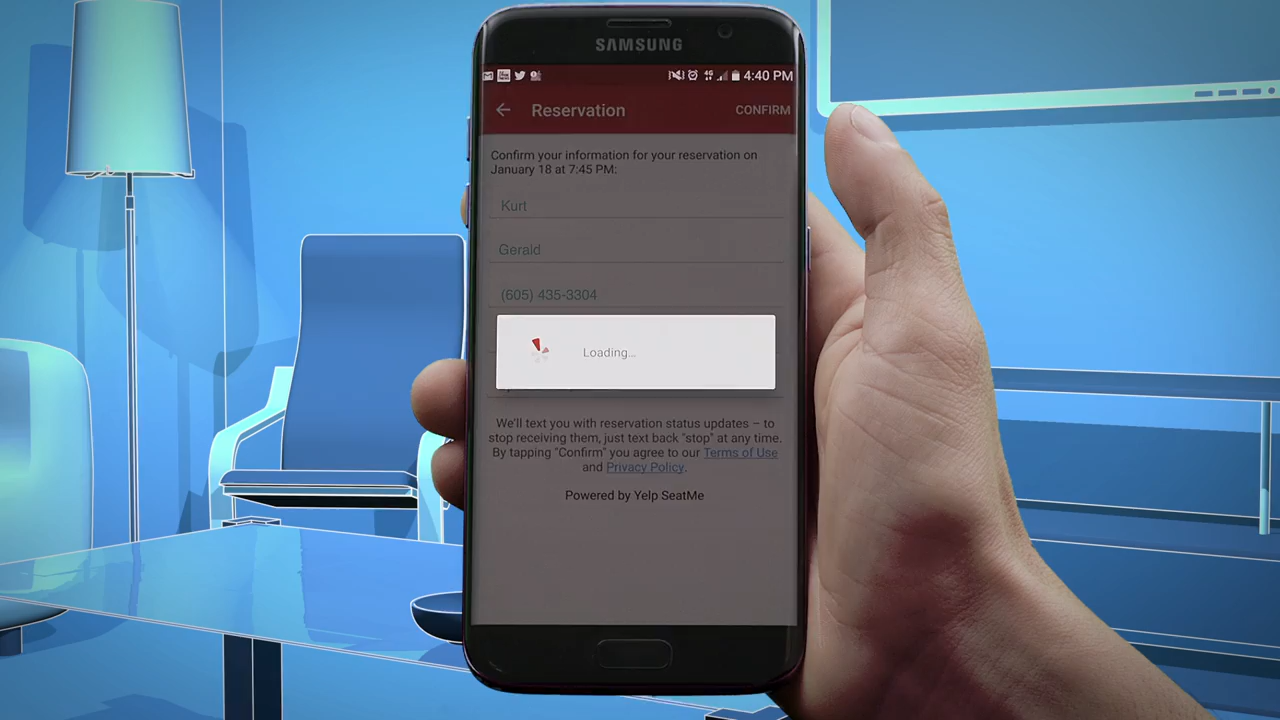 SAMSUNG
4:40 PM
Reservation
CONFIRM
Confirm your information for your reservation on
January 18 at 7:45 PM:
Kurt
Gerald
(605) 435-3304
Loading...
We'll text you with reservation status updates – to
stop receiving them, just text back "stop" at any time.
By tapping "Confirm" you agree to our Terms of Use
and Privacy Policy.
Powered by Yelp SeatMe